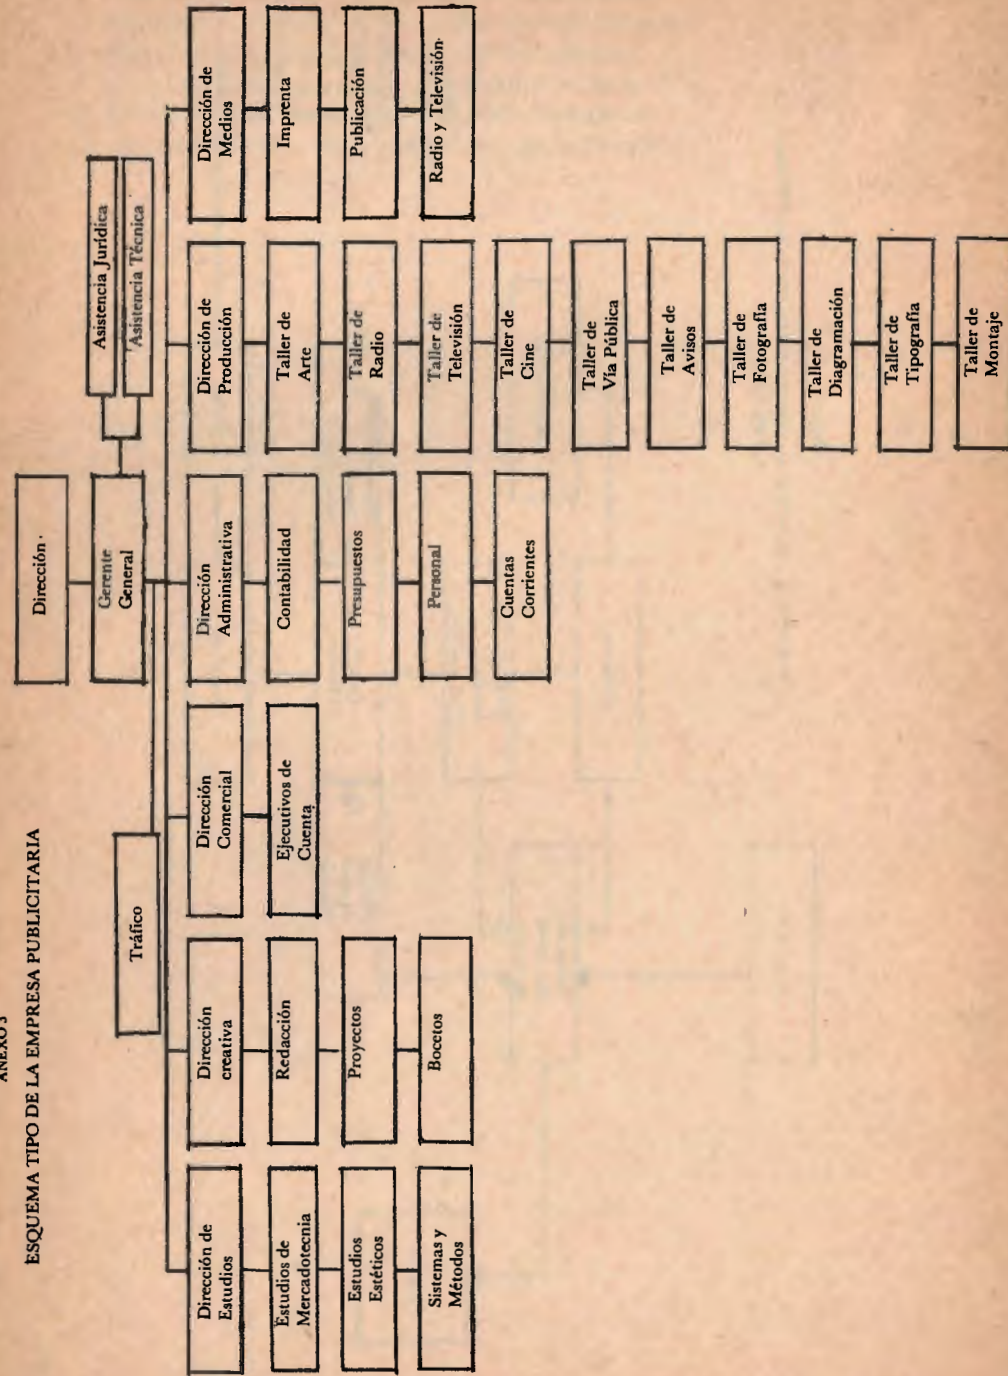 ANEXO 3
ESQUEMA TIPO DE LA EMPRESA PUBLICITARIA
Dirección
Gerente
General
Asistencia Jurídica
Asistencia Técnica
Tráfico
Dirección de
Estudios
Estudios de
Mercadotecnia
Estudios
Estéticos
Sistemas y
Métodos
Dirección
creativa
Redacción
Proyectos
Bocetos
Dirección
Comercial
Ejecutivos de
Cuenta
Dirección
Administrativa
Contabilidad
Presupuestos
Personal
Cuentas
Corrientes
Dirección de
Producción
Taller de
Arte
Taller de
Radio
Taller de
Televisión
Taller de
Cine
Taller de
Vía Pública
Taller de
Avisos
Taller de
Fotografía
Taller de
Diagramación
Taller de
Tipografía
Taller de
Montaje
Dirección de
Medios
Imprenta
Publicación
Radio y Televisión